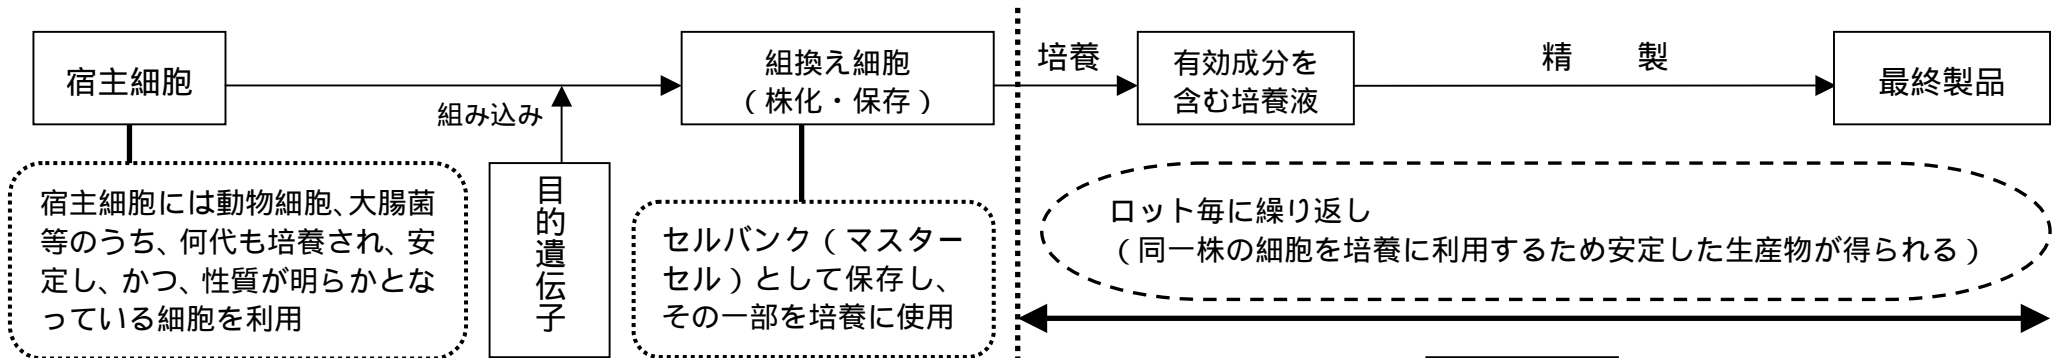 宿主細胞
組み込み
目的遺伝子
組換え細胞
（株化・保存）
培養
有効成分を
含む培養液
精　　製
最終製品
宿主細胞には動物細胞、大腸菌
等のうち、何代も培養され、安
定し、かつ、性質が明らかとな
っている細胞を利用
セルバンク（マスター
セル）として保存し、
その一部を培養に使用
ロット毎に繰り返し
（同一株の細胞を培養に利用するため安定した生産物が得られる）